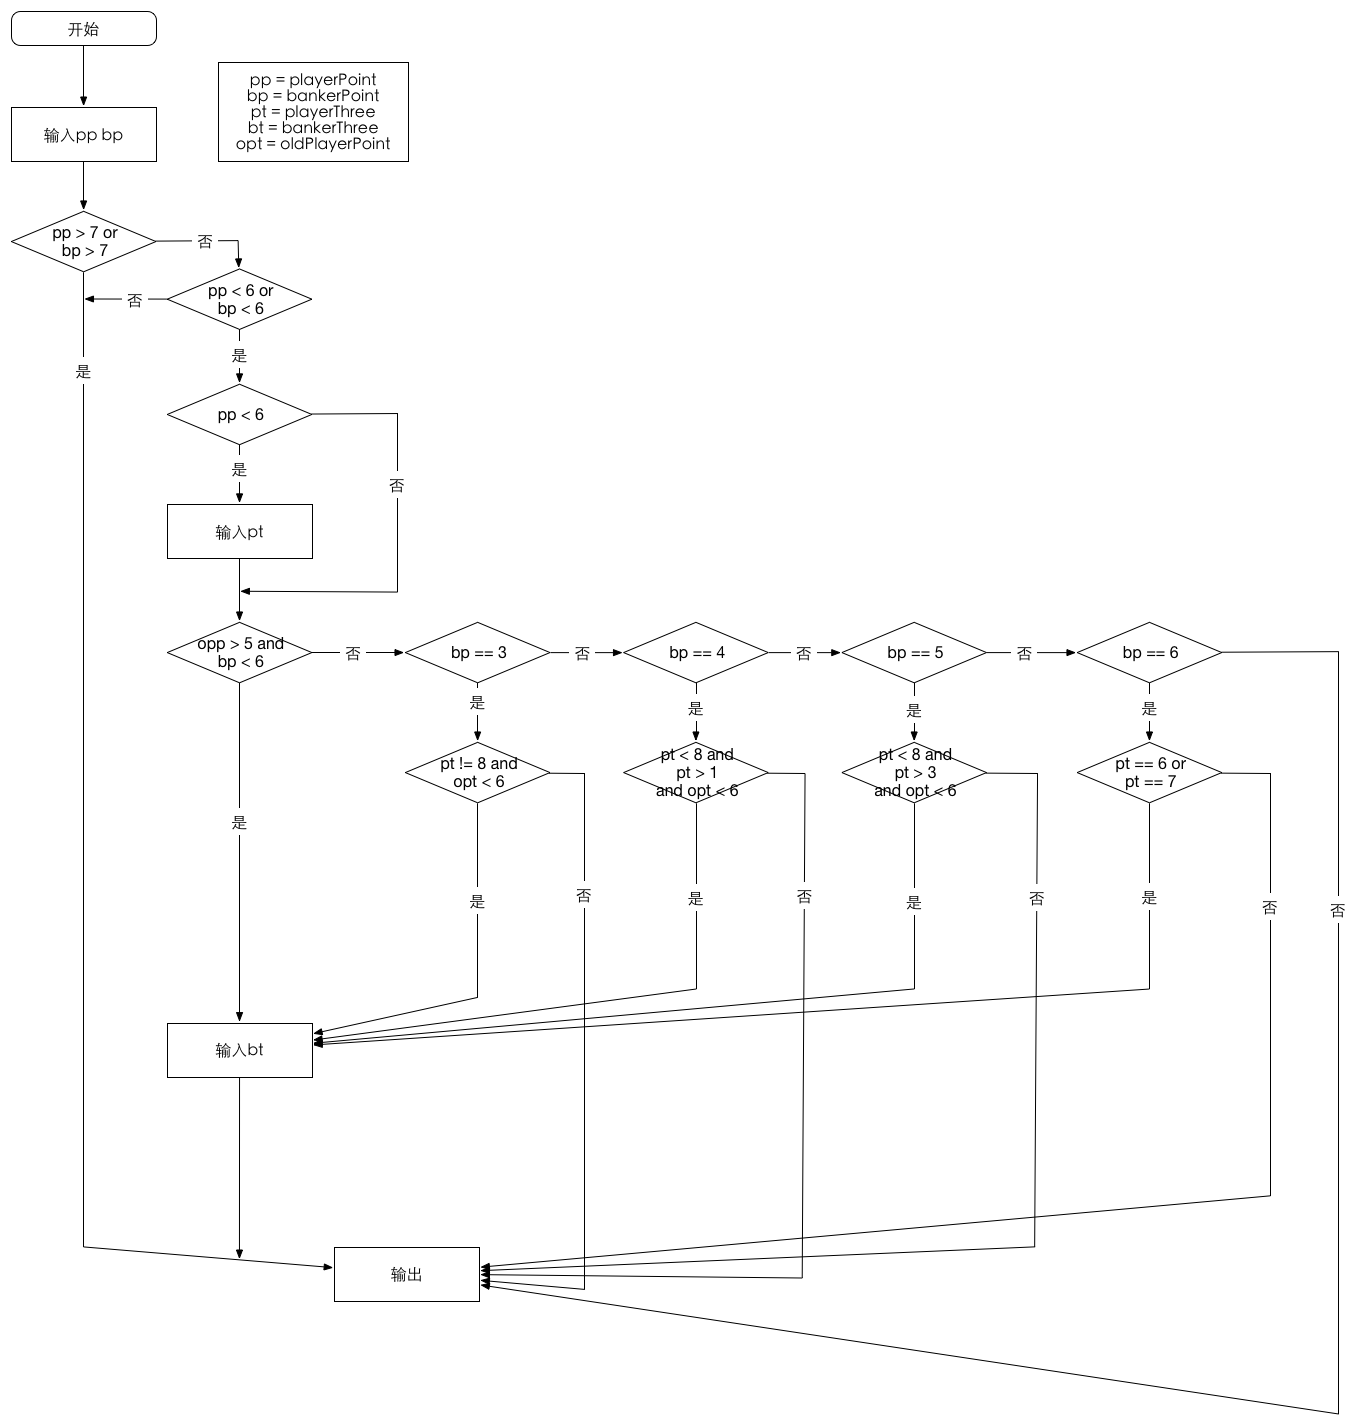 开始
pp = playerPoint
bp = bankerPoint
pt = playerThree
bt = bankerThree
opt = oldPlayerPoint
输入pp bp
pp > 7 or
bp > 7
否
pp < 6 or
bp < 6
否
是
是
pp < 6
是
否
输入pt
opp > 5 and
bp < 6
否
bp == 3
否
bp == 4
否
bp == 5
否
bp == 6
是
是
是
是
pt != 8 and
opt < 6
pt < 8 and
pt > 1
and opt < 6
pt < 8 and
pt > 3
and opt < 6
pt == 6 or
pt == 7
是
是
否
是
否
是
否
是
否
否
输入bt
输出